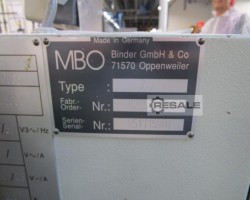 Made in Germany
MBO
Binder GmbH & Co
71570 Oppenweiler
Type :
Fabr.-
Order- Nr.:
Serien-
Serial- Nr.:
RESALE
V3~/Hz
V~/A
V~/A